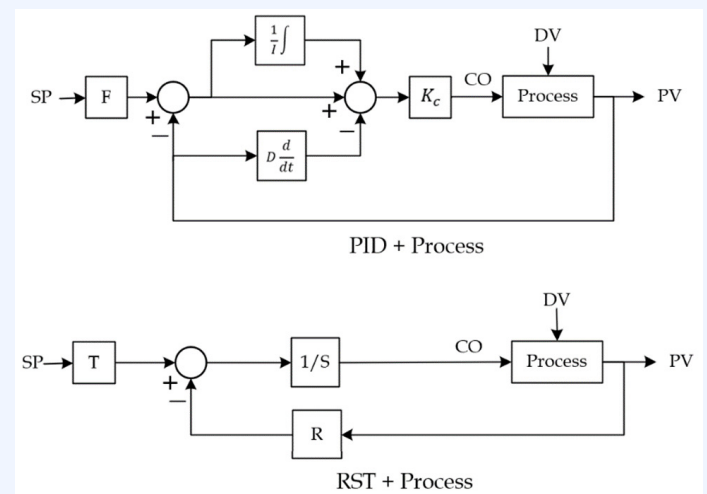 1/I ∫
DV
+
CO
SP
F
K_c
Process
PV
+
+
−
−
D d/dt
PID + Process
DV
CO
SP
T
1/S
Process
PV
+
−
R
RST + Process